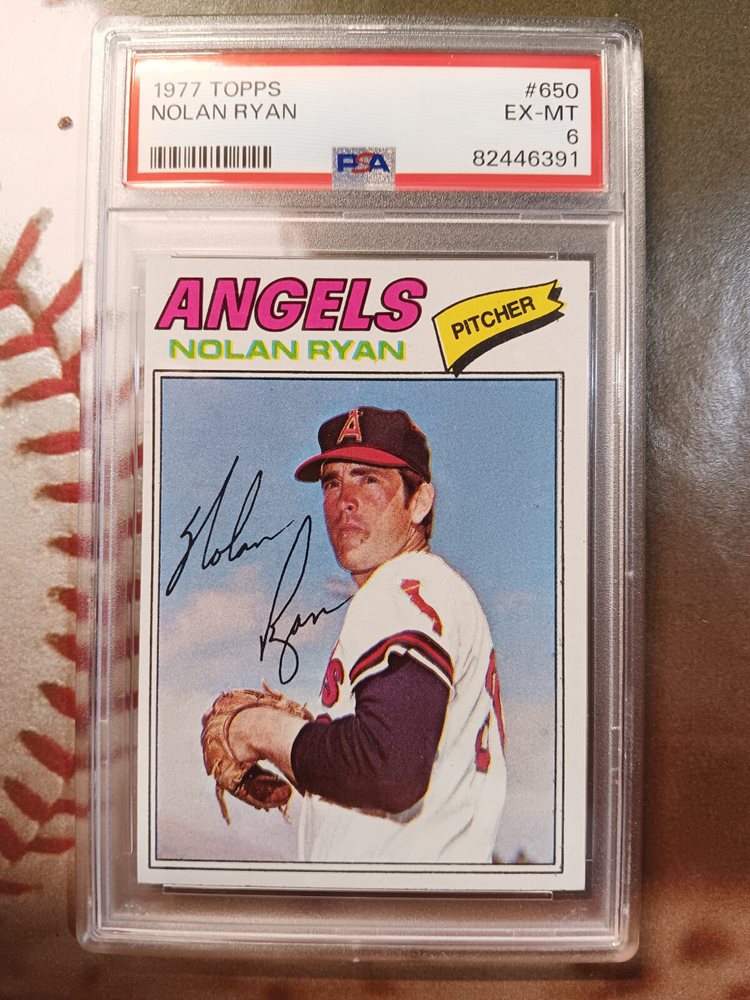 1977 TOPPS #650
NOLAN RYAN EX-MT
6
PSA 82446391
ANGELS
PITCHER
NOLAN RYAN
A
Nolan
Ryan